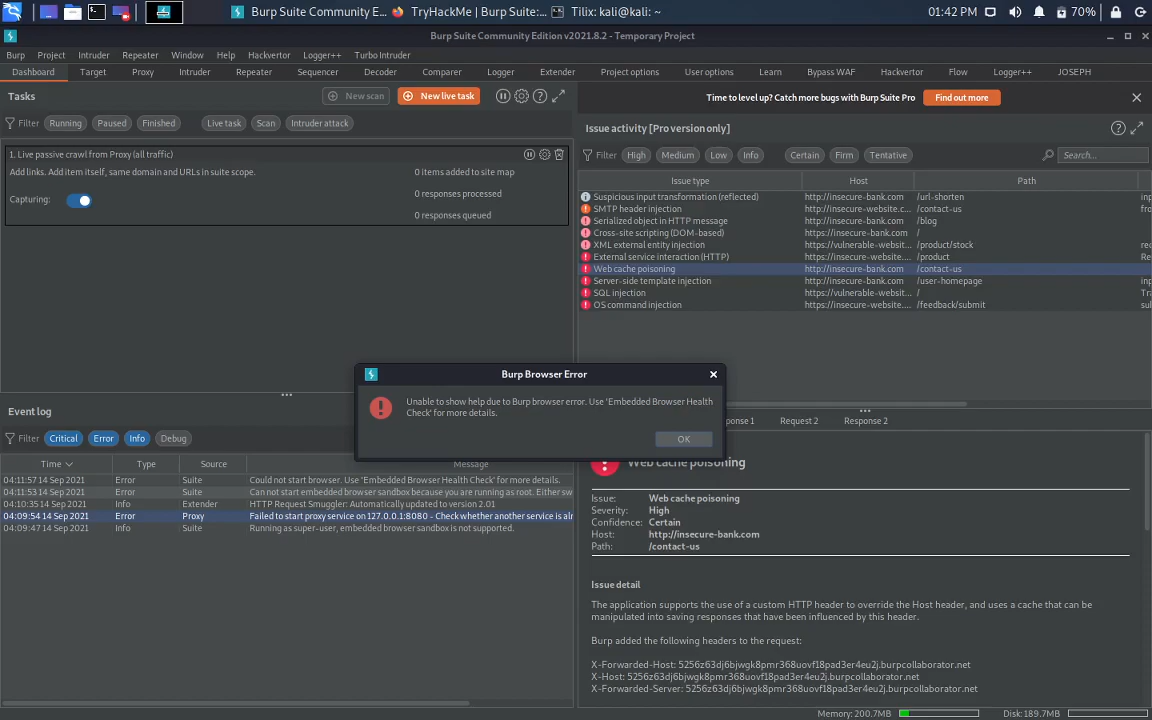 Burp Suite Community E...
TryHackMe | Burp Suite:...
Tilix: kali@kali: ~
01:42 PM
70%
Burp Suite Community Edition v2021.8.2 - Temporary Project
Burp Project Intruder Repeater Window Help Hackvertor Logger++ Turbo Intruder
Dashboard Target Proxy Intruder Repeater Sequencer Decoder Comparer Logger Extender Project options User options Learn Bypass WAF Hackvertor Flow Logger++ JOSEPH
Tasks
New scan
New live task
Filter Running Paused Finished Live task Scan Intruder attack
1. Live passive crawl from Proxy (all traffic)
Add links. Add item itself, same domain and URLs in suite scope.
0 items added to site map
Capturing:
0 responses processed
0 responses queued
Time to level up? Catch more bugs with Burp Suite Pro
Find out more
Issue activity [Pro version only]
Filter High Medium Low Info Certain Firm Tentative Search...
Issue type Host Path
Suspicious input transformation (reflected) http://insecure-bank.com /url-shorten inp
SMTP header injection http://insecure-website.c... /contact-us fro
Serialized object in HTTP message http://insecure-bank.com /blog
Cross-site scripting (DOM-based) https://insecure-bank.com /
XML external entity injection https://vulnerable-websit... /product/stock rec
External service interaction (HTTP) https://insecure-website.... /product Re
Web cache poisoning http://insecure-bank.com /contact-us
Server-side template injection http://insecure-bank.com /user-homepage inp
SQL injection https://vulnerable-websit... / Tra
OS command injection https://insecure-website.... /feedback/submit sul
Burp Browser Error
Unable to show help due to Burp browser error. Use 'Embedded Browser Health
Check' for more details.
OK
Event log
Filter Critical Error Info Debug
Time Type Source Message
04:11:57 14 Sep 2021 Error Suite Could not start browser. Use 'Embedded Browser Health Check' for more details.
04:11:53 14 Sep 2021 Error Suite Can not start embedded browser sandbox because you are running as root. Either sw
04:10:35 14 Sep 2021 Info Extender HTTP Request Smuggler: Automatically updated to version 2.01
04:09:54 14 Sep 2021 Error Proxy Failed to start proxy service on 127.0.0.1:8080 - Check whether another service is alr
04:09:47 14 Sep 2021 Info Suite Running as super-user, embedded browser sandbox is not supported.
ponse 1 Request 2 Response 2
Web cache poisoning
Issue: Web cache poisoning
Severity: High
Confidence: Certain
Host: http://insecure-bank.com
Path: /contact-us
Issue detail
The application supports the use of a custom HTTP header to override the Host header, and uses a cache that can be
manipulated into saving responses that have been influenced by this header.
Burp added the following headers to the request:
X-Forwarded-Host: 5256z63dj6bjwgk8pmr368uovf18pad3er4eu2j.burpcollaborator.net
X-Host: 5256z63dj6bjwgk8pmr368uovf18pad3er4eu2j.burpcollaborator.net
X-Forwarded-Server: 5256z63dj6bjwgk8pmr368uovf18pad3er4eu2j.burpcollaborator.net
Memory: 200.7MB
Disk: 189.7MB